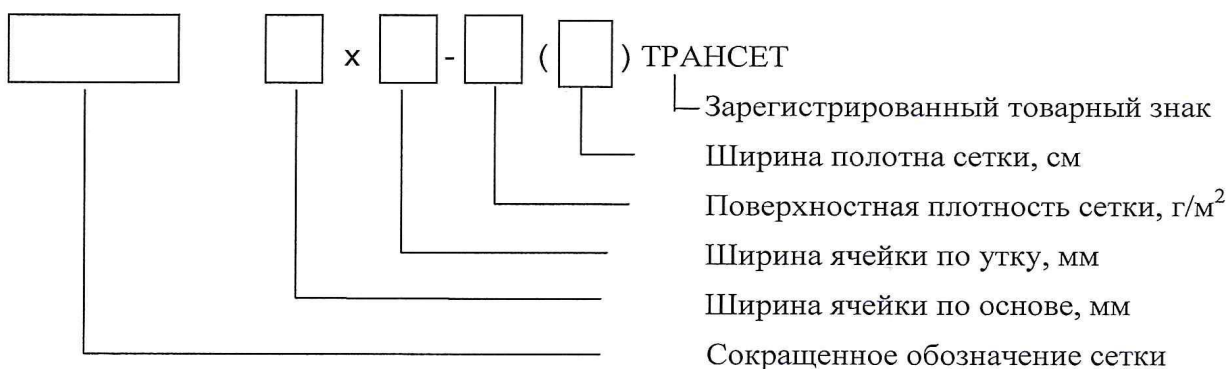 х - ( ) ТРАНСЕТ
Зарегистрированный товарный знак
Ширина полотна сетки, см
Поверхностная плотность сетки, г/м²
Ширина ячейки по утку, мм
Ширина ячейки по основе, мм
Сокращенное обозначение сетки